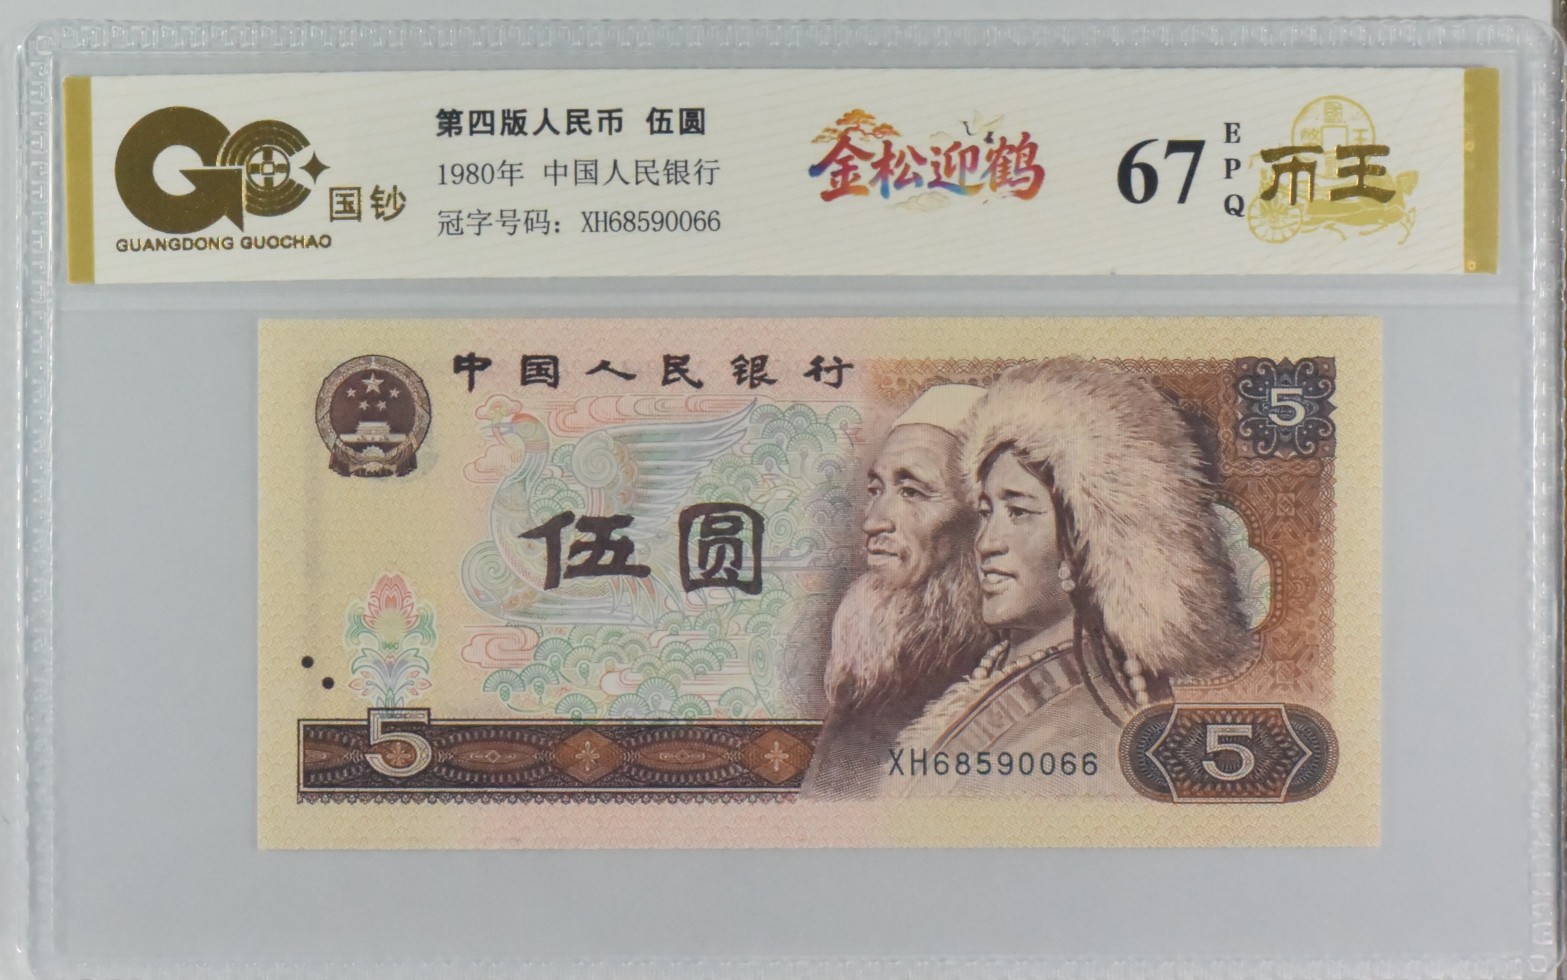 国钞
GUANGDONG GUOCHAO
第四版人民币 伍圆
1980年 中国人民银行
冠字号码：XH68590066
金松迎鹤
67
EPQ
币王
中国人民银行
5
伍圆
5
XH68590066
5